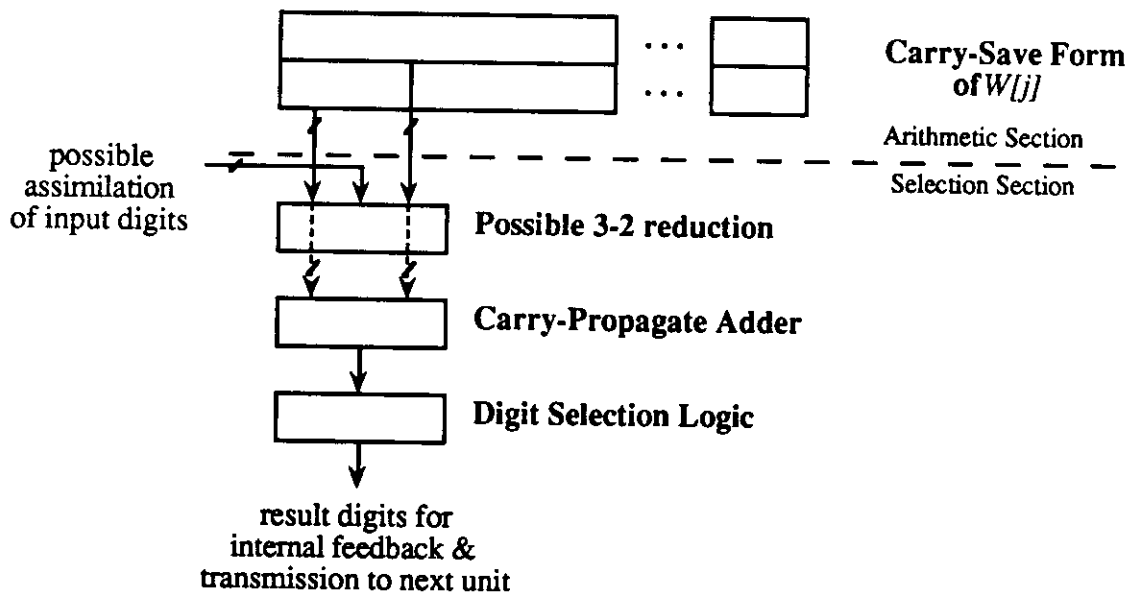 ... 
Carry-Save Form
of W[j]
...
Arithmetic Section
possible
assimilation
of input digits
Selection Section
Possible 3-2 reduction
Carry-Propagate Adder
Digit Selection Logic
result digits for
internal feedback &
transmission to next unit